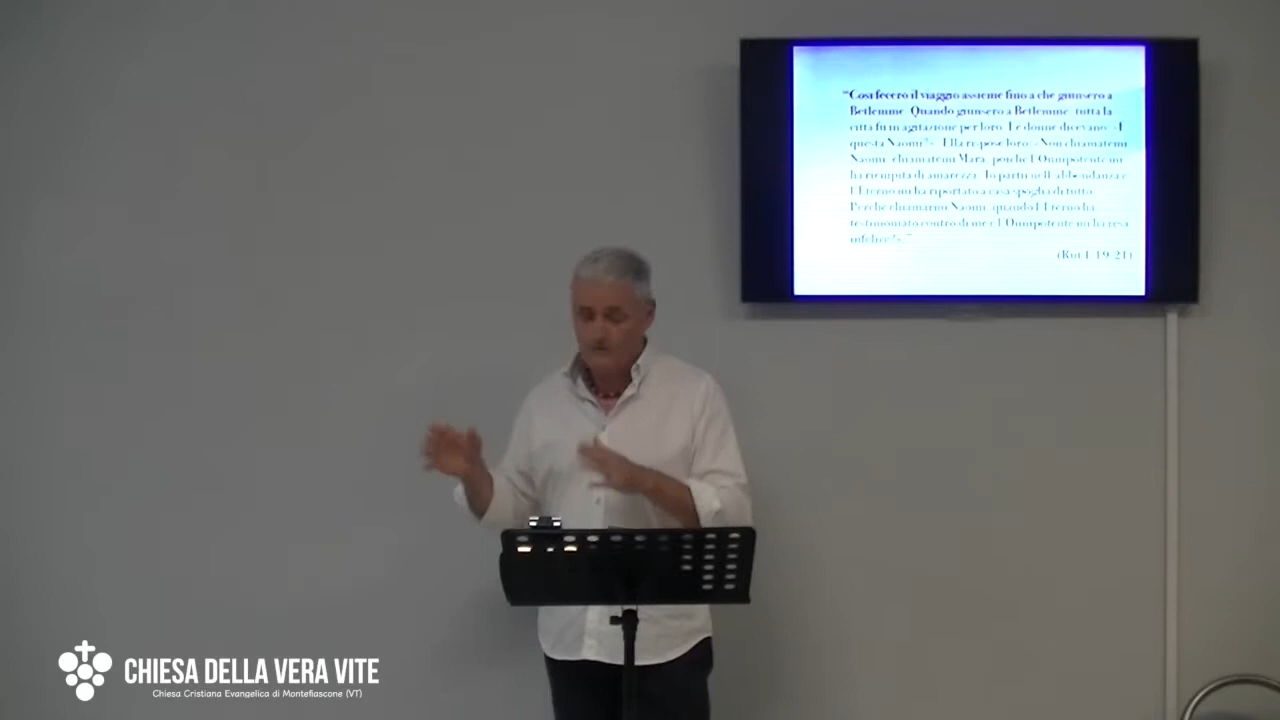 “Così fecero il viaggio assieme fino a che giunsero a
Betlemme. Quando giunsero a Betlemme, tutta la
città fu in agitazione per loro. Le donne dicevano: «È
questa Naomi?». Ella rispose loro: «Non chiamatemi
Naomi, chiamatemi Mara, poiché l'Onnipotente mi
ha riempita di amarezza. Io partii nell'abbondanza e
l'Eterno mi ha riportato a casa spoglia di tutto.
Perché chiamarmi Naomi, quando l'Eterno ha
testimoniato contro di me e l'Onnipotente mi ha resa
infelice?».”
(Rut 1:19-21)
CHIESA DELLA VERA VITE
Chiesa Cristiana Evangelica di Montefiascone (VT)